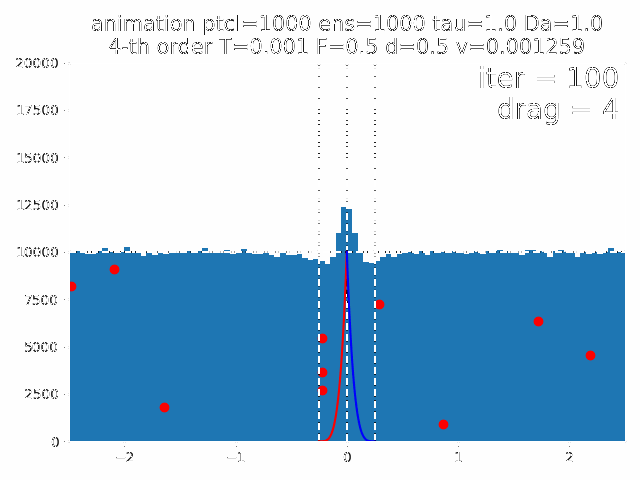 animation ptcl=1000 ens=1000 tau=1.0 Da=1.0
4-th order T=0.001 F=0.5 d=0.5 v=0.001259
iter = 100
drag = 4
20000
17500
15000
12500
10000
7500
5000
2500
0
−2 −1 0 1 2